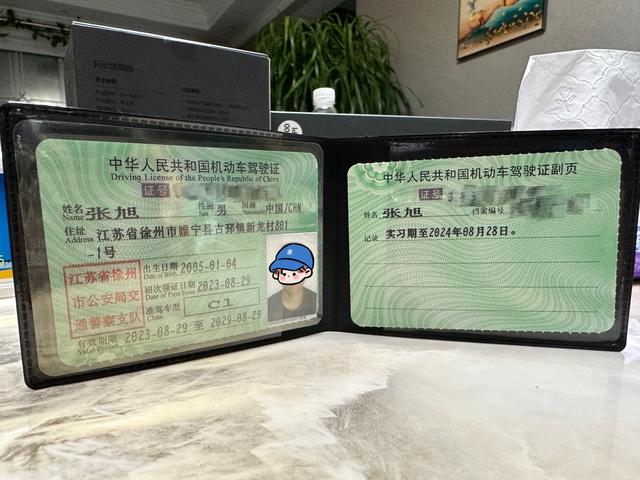 中华人民共和国机动车驾驶证
Driving License of the People's Republic of China
证号
姓名 张旭 性别 男 国籍 中国/CHN
Name Sex Nationality
住址 江苏省徐州市睢宁县古邳镇新龙村801
Address
-1号
江苏省徐州
市公安局交
通警察支队
出生日期 2005-01-04
Date of Birth
初次领证日期 2023-08-29
Date of First Issue
准驾车型 C1
Class
有效期限 2023-08-29 至 2029-08-29
Valid Period
中华人民共和国机动车驾驶证副页
证号
姓名 张旭 档案编号
记录 实习期至2024年08月28日。